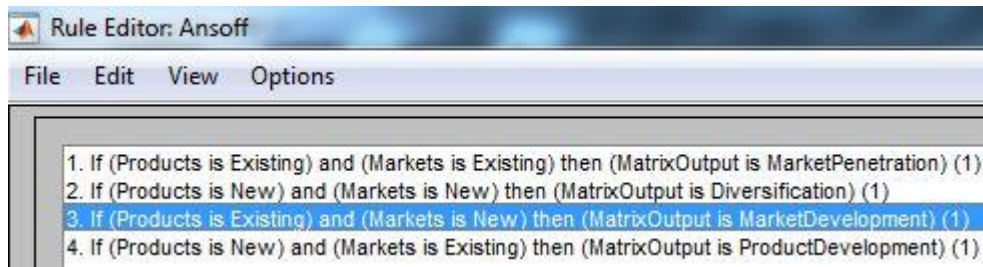 Rule Editor: Ansoff
File Edit View Options
1. If (Products is Existing) and (Markets is Existing) then (MatrixOutput is MarketPenetration) (1)
2. If (Products is New) and (Markets is New) then (MatrixOutput is Diversification) (1)
3. If (Products is Existing) and (Markets is New) then (MatrixOutput is MarketDevelopment) (1)
4. If (Products is New) and (Markets is Existing) then (MatrixOutput is ProductDevelopment) (1)